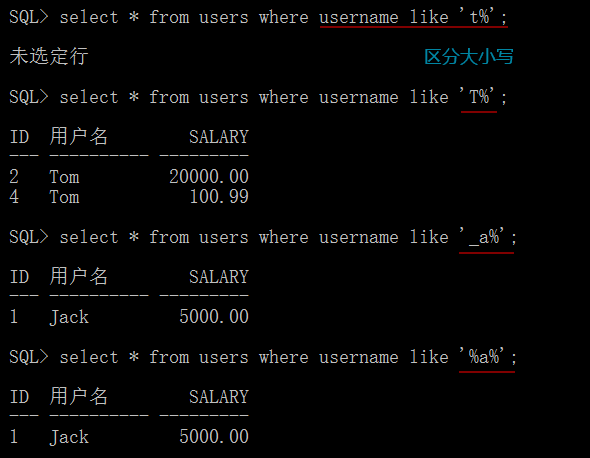 SQL> select * from users where username like 't%';
未选定行 区分大小写
SQL> select * from users where username like 'T%';
ID 用户名 SALARY
--- ---------- ---------
2 Tom 20000.00
4 Tom 100.99
SQL> select * from users where username like '_a%';
ID 用户名 SALARY
--- ---------- ---------
1 Jack 5000.00
SQL> select * from users where username like '%a%';
ID 用户名 SALARY
--- ---------- ---------
1 Jack 5000.00